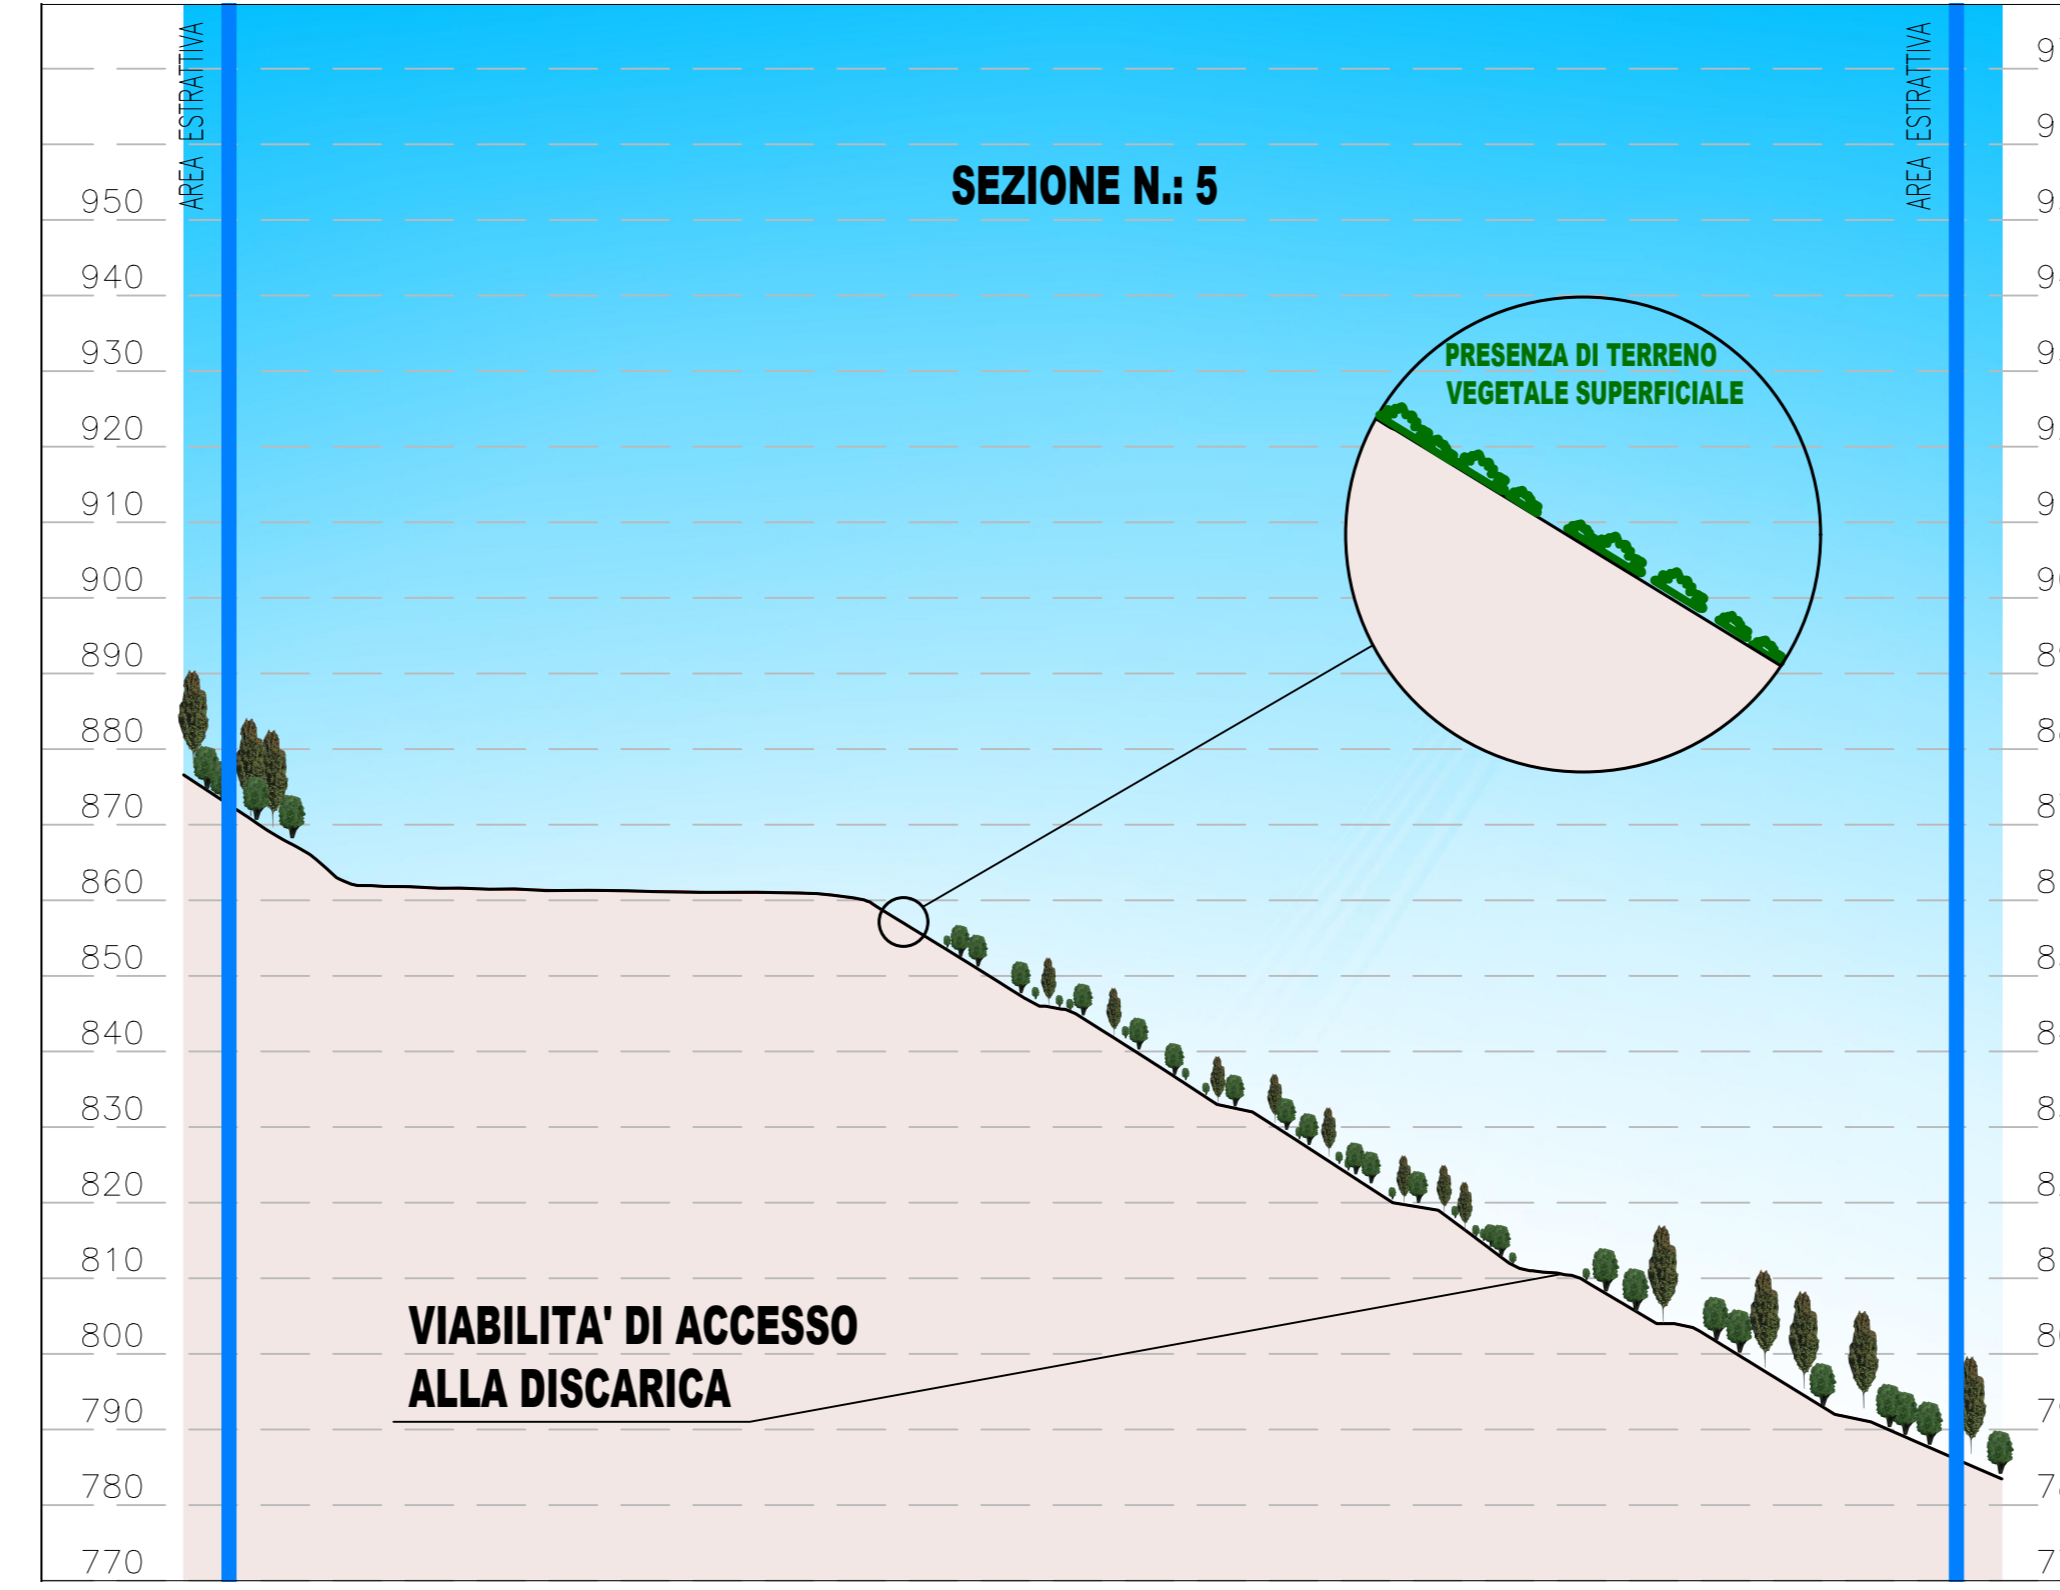 AREA ESTRATTIVA
AREA ESTRATTIVA
SEZIONE N.: 5
PRESENZA DI TERRENO
VEGETALE SUPERFICIALE
950
940
930
920
910
900
890
880
870
860
850
840
830
820
810
800
790
780
770
VIABILITA' DI ACCESSO
ALLA DISCARICA